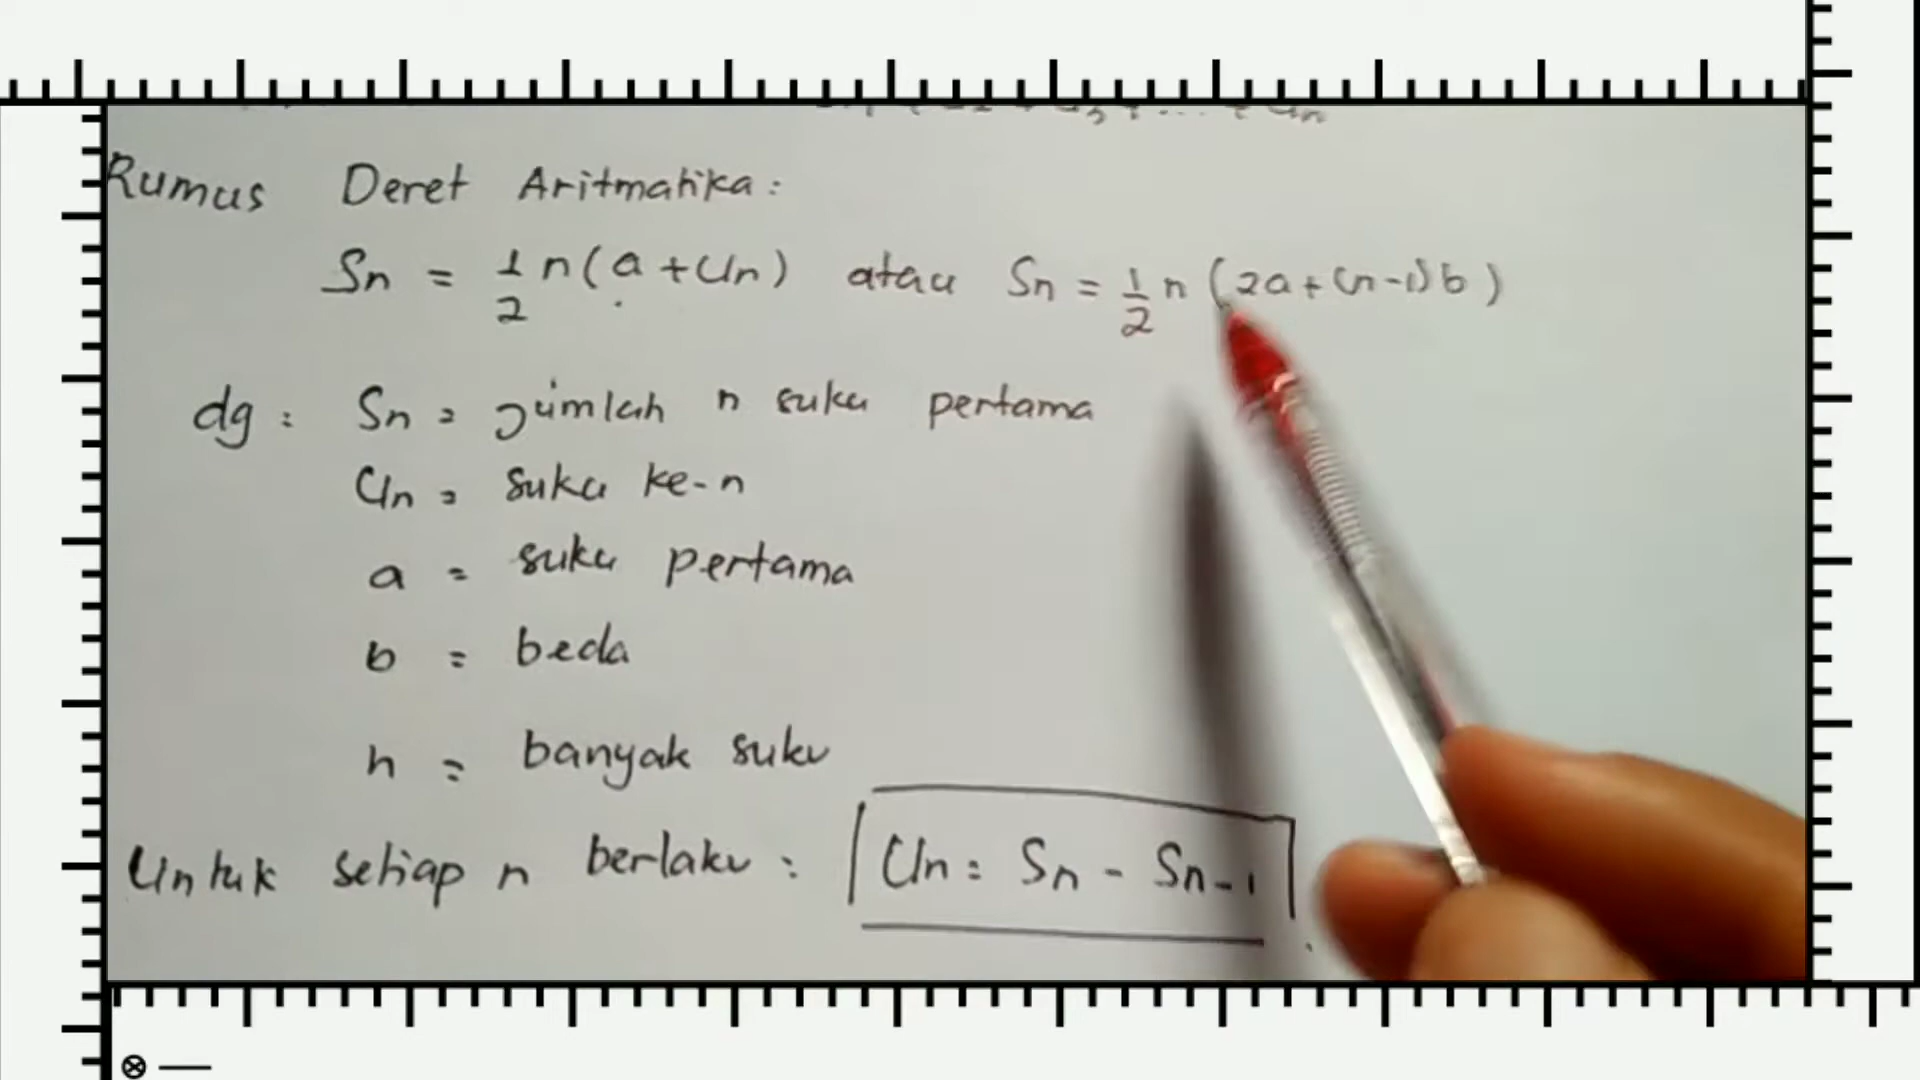 Rumus Deret Aritmatika:
Sn = 1/2 n(a + Un) atau Sn = 1/2 n (2a + (n-1)b)
dg: Sn = jumlah n suku pertama
Un = suku ke-n
a = suku pertama
b = beda
n = banyak suku
Untuk setiap n berlaku: Un = Sn - Sn-1